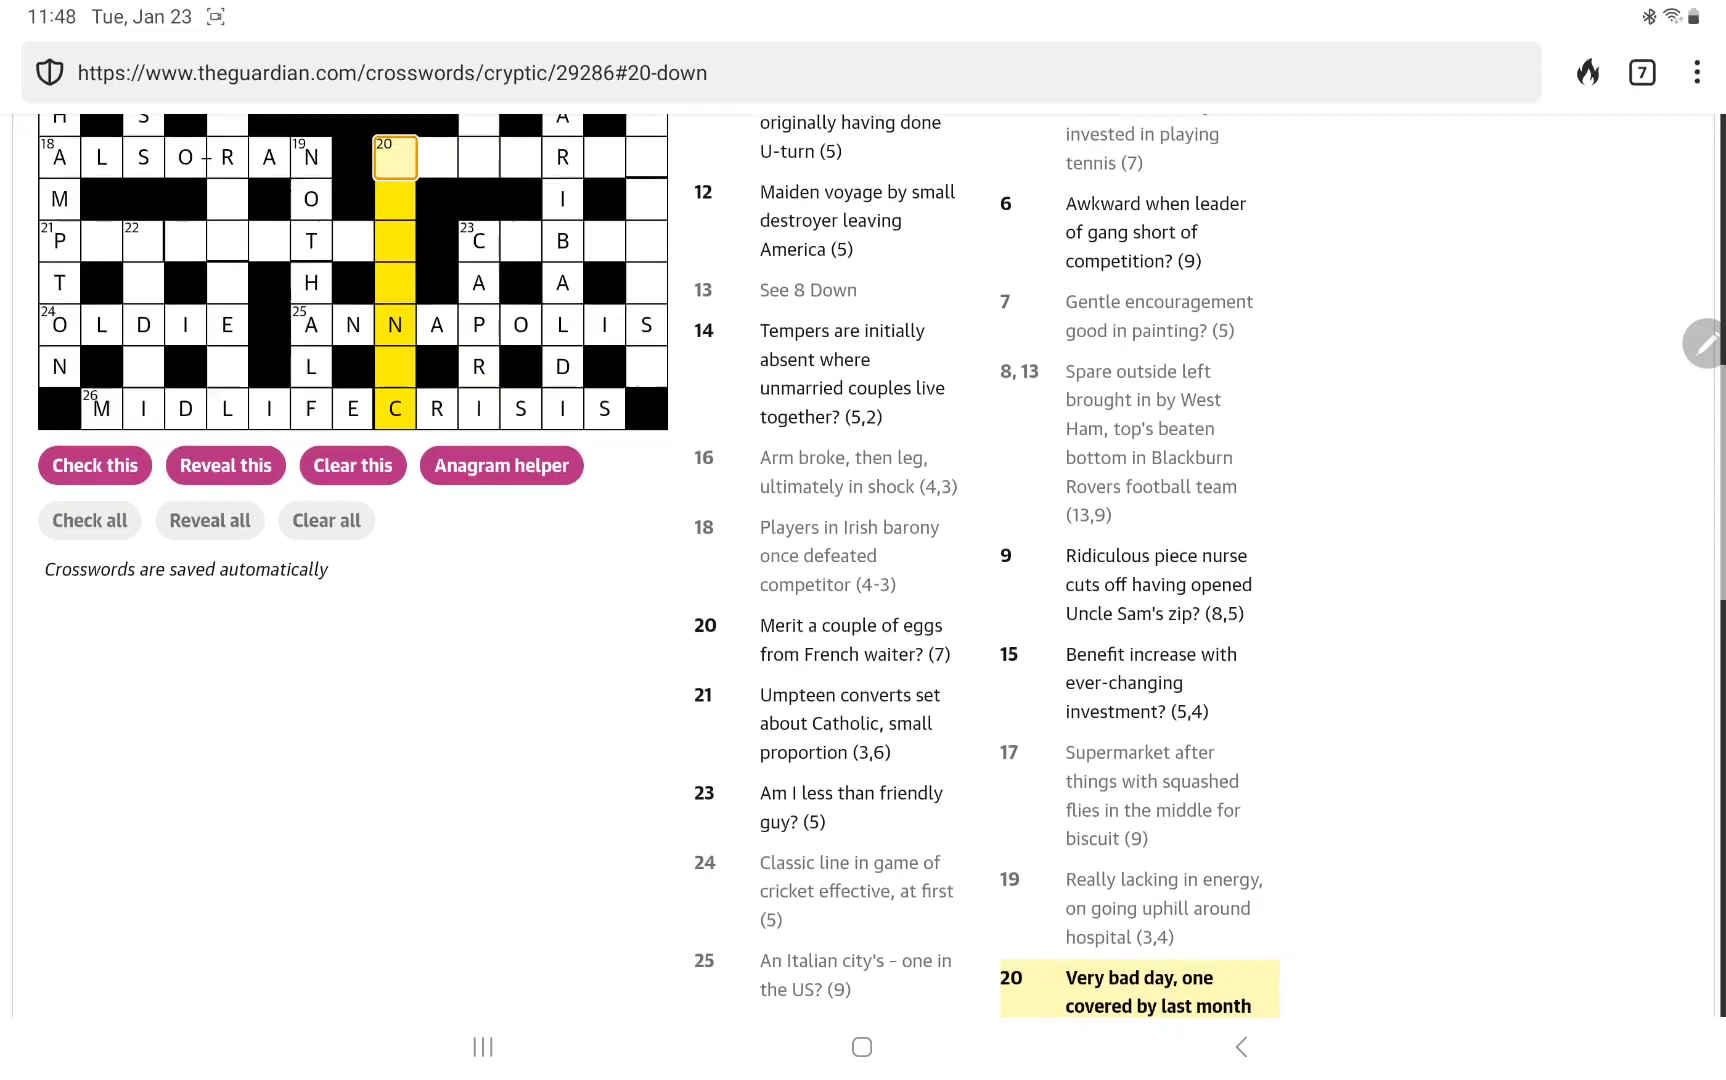 11:48 Tue, Jan 23
https://www.theguardian.com/crosswords/cryptic/29286#20-down
H S A
18 A L S O - R A 19 N 20 R
M O I
21 P 22 T 23 C B
T H A A
24 O L D I E 25 A N N A P O L I S
N L R D
26 M I D L I F E C R I S I S
Check this Reveal this Clear this Anagram helper
Check all Reveal all Clear all
Crosswords are saved automatically
originally having done
U-turn (5)
12 Maiden voyage by small
destroyer leaving
America (5)
13 See 8 Down
14 Tempers are initially
absent where
unmarried couples live
together? (5,2)
16 Arm broke, then leg,
ultimately in shock (4,3)
18 Players in Irish barony
once defeated
competitor (4-3)
20 Merit a couple of eggs
from French waiter? (7)
21 Umpteen converts set
about Catholic, small
proportion (3,6)
23 Am I less than friendly
guy? (5)
24 Classic line in game of
cricket effective, at first
(5)
25 An Italian city's – one in
the US? (9)
invested in playing
tennis (7)
6 Awkward when leader
of gang short of
competition? (9)
7 Gentle encouragement
good in painting? (5)
8, 13 Spare outside left
brought in by West
Ham, top's beaten
bottom in Blackburn
Rovers football team
(13,9)
9 Ridiculous piece nurse
cuts off having opened
Uncle Sam's zip? (8,5)
15 Benefit increase with
ever-changing
investment? (5,4)
17 Supermarket after
things with squashed
flies in the middle for
biscuit (9)
19 Really lacking in energy,
on going uphill around
hospital (3,4)
20 Very bad day, one
covered by last month
7